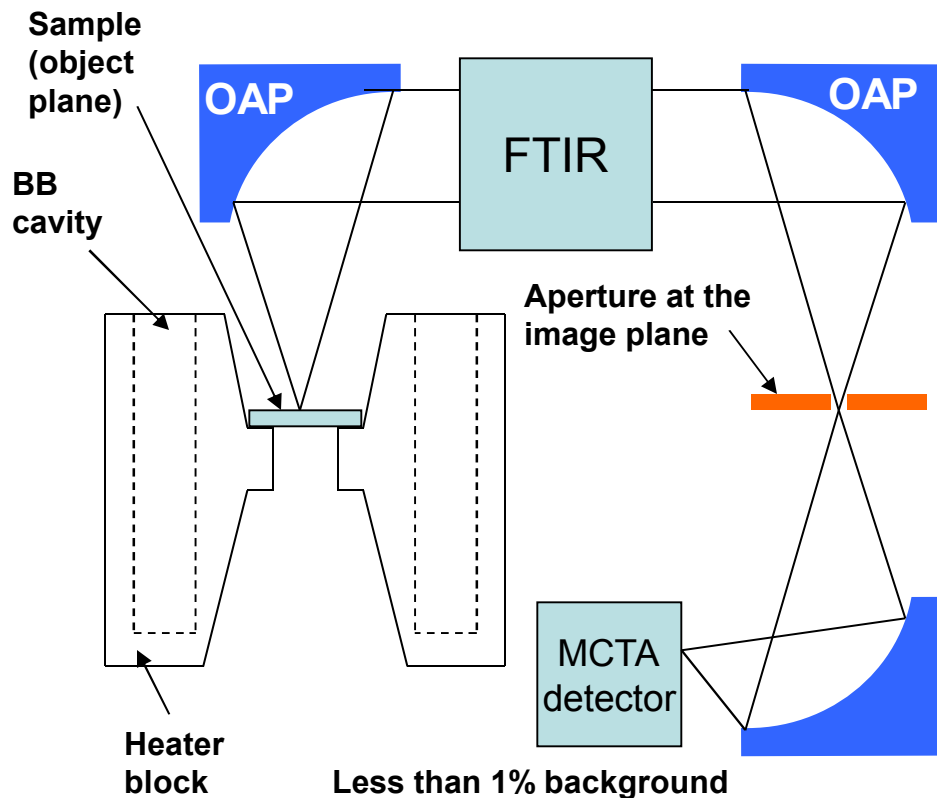 Sample
(object
plane)
OAP
FTIR
OAP
BB
cavity
Aperture at the
image plane
MCTA
detector
Heater
block
Less than 1% background